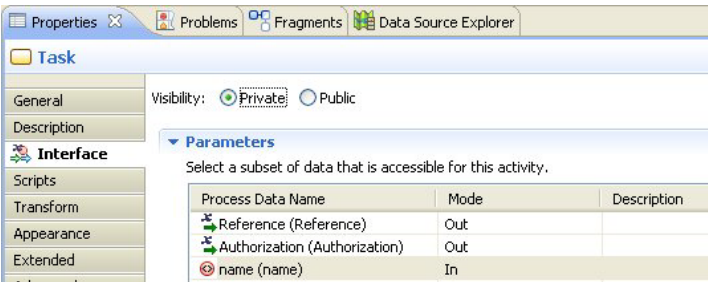 Properties Problems Fragments Data Source Explorer
Task
General
Description
Interface
Scripts
Transform
Appearance
Extended
Visibility: Private Public
Parameters
Select a subset of data that is accessible for this activity.
Process Data Name Mode Description
Reference (Reference) Out
Authorization (Authorization) Out
name (name) In